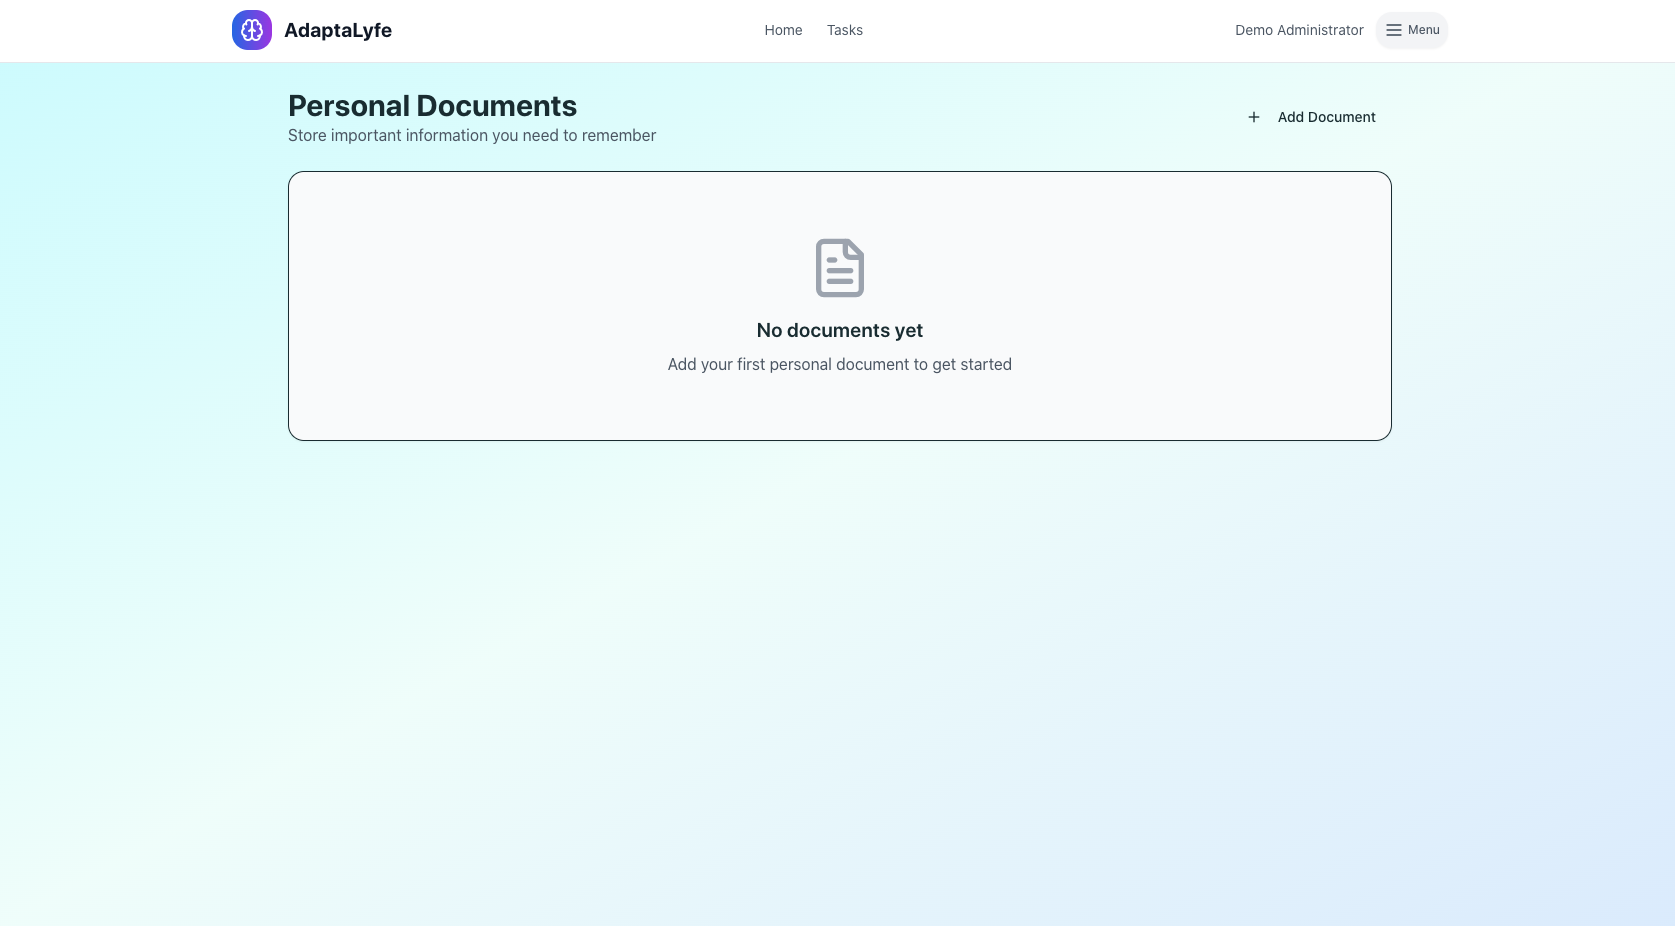 AdaptaLyfe
Home
Tasks
Demo Administrator
Menu
Personal Documents
Store important information you need to remember
Add Document
No documents yet
Add your first personal document to get started